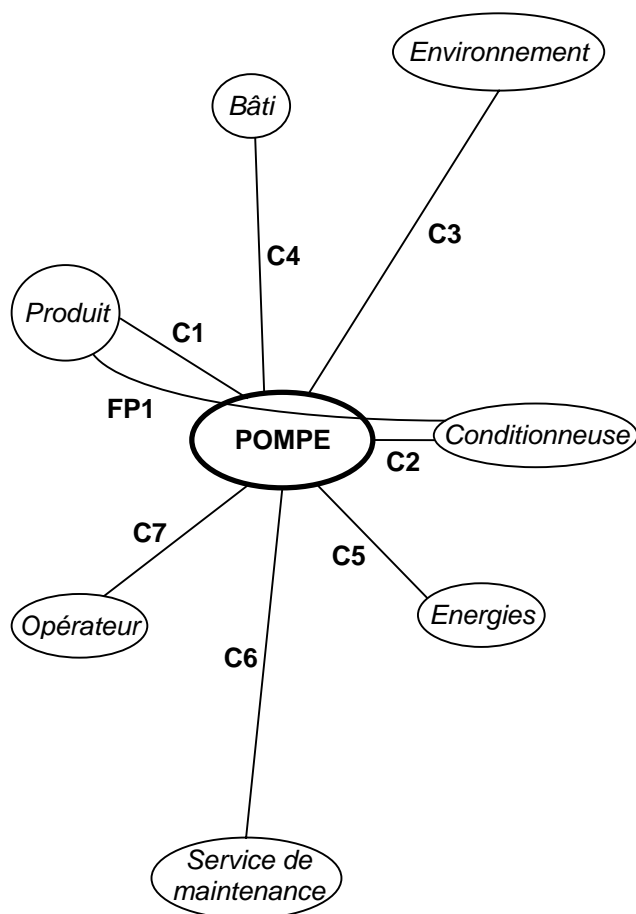 Environnement
Bâti
C3
C4
Produit
C1
FP1
POMPE
Conditionneuse
C2
C7
C5
Opérateur
Energies
C6
Service de
maintenance